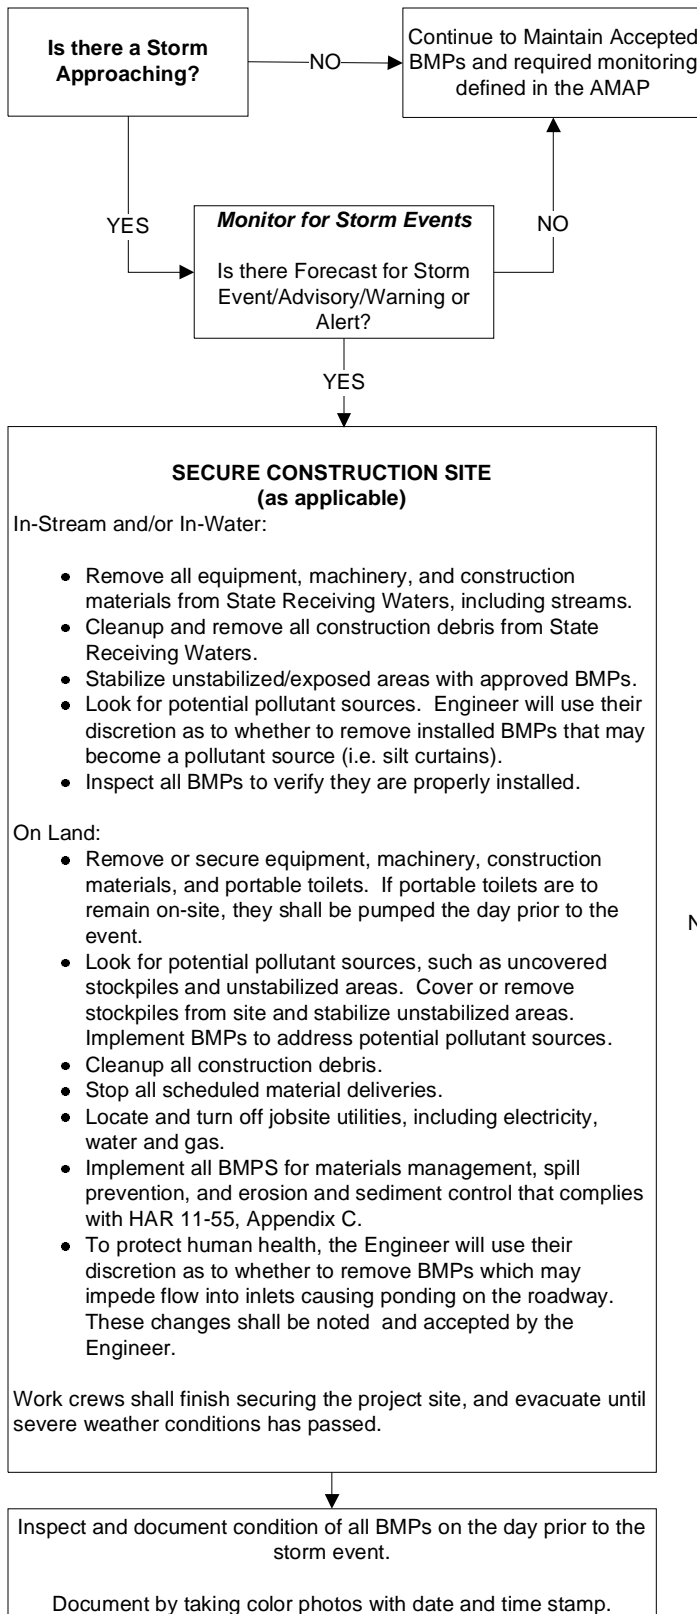 Is there a Storm
Approaching?
NO
Continue to Maintain Accepted
BMPs and required monitoring
defined in the AMAP
YES
Monitor for Storm Events
Is there Forecast for Storm
Event/Advisory/Warning or
Alert?
NO
YES
SECURE CONSTRUCTION SITE
(as applicable)
In-Stream and/or In-Water:
• Remove all equipment, machinery, and construction
materials from State Receiving Waters, including streams.
• Cleanup and remove all construction debris from State
Receiving Waters.
• Stabilize unstabilized/exposed areas with approved BMPs.
• Look for potential pollutant sources.  Engineer will use their
discretion as to whether to remove installed BMPs that may
become a pollutant source (i.e. silt curtains).
• Inspect all BMPs to verify they are properly installed.
On Land:
• Remove or secure equipment, machinery, construction
materials, and portable toilets.  If portable toilets are to
remain on-site, they shall be pumped the day prior to the
event.
• Look for potential pollutant sources, such as uncovered
stockpiles and unstabilized areas.  Cover or remove
stockpiles from site and stabilize unstabilized areas.
Implement BMPs to address potential pollutant sources.
• Cleanup all construction debris.
• Stop all scheduled material deliveries.
• Locate and turn off jobsite utilities, including electricity,
water and gas.
• Implement all BMPS for materials management, spill
prevention, and erosion and sediment control that complies
with HAR 11-55, Appendix C.
• To protect human health, the Engineer will use their
discretion as to whether to remove BMPs which may
impede flow into inlets causing ponding on the roadway.
These changes shall be noted  and accepted by the
Engineer.
Work crews shall finish securing the project site, and evacuate until
severe weather conditions has passed.
Inspect and document condition of all BMPs on the day prior to the
storm event.
Document by taking color photos with date and time stamp.